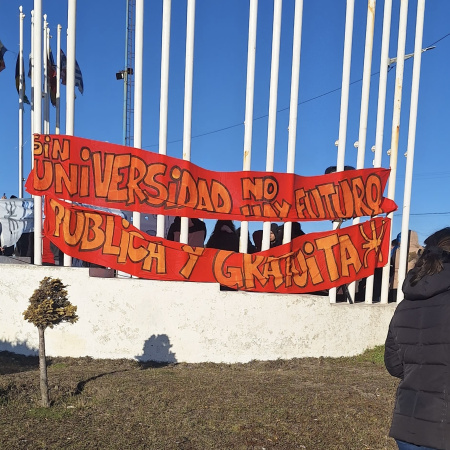 SiN
UNiVERSiDAD NO HAY FUTURO
PUBLiCA Y GRATUITA